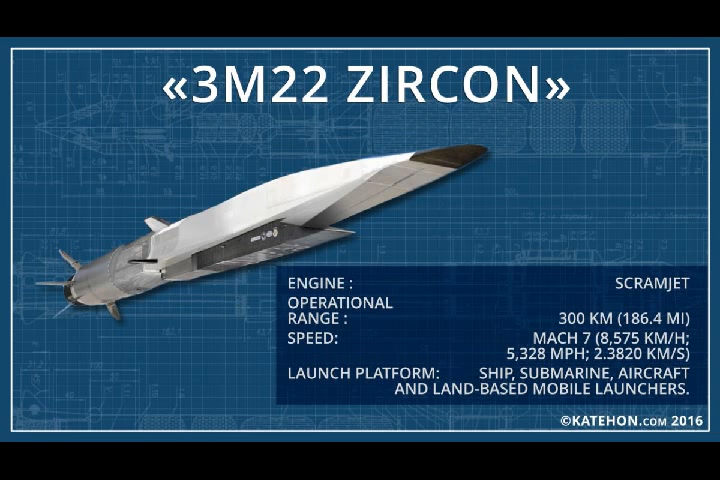 «3M22 ZIRCON»
ENGINE : SCRAMJET
OPERATIONAL
RANGE : 300 KM (186.4 MI)
SPEED: MACH 7 (8,575 KM/H;
5,328 MPH; 2.3820 KM/S)
LAUNCH PLATFORM: SHIP, SUBMARINE, AIRCRAFT
AND LAND-BASED MOBILE LAUNCHERS.
©KATEHON.COM 2016